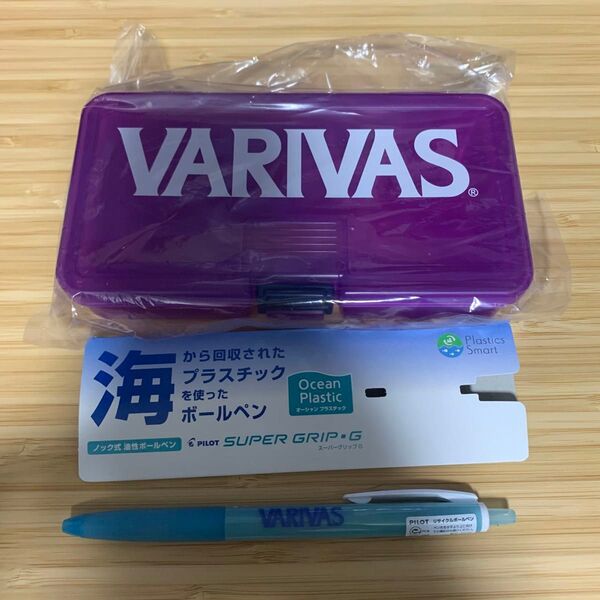 VARIVAS®
海から回収された
プラスチック
を使った
ボールペン
Ocean
Plastic
オーシャン プラスチック
Plastics
Smart
ノック式 油性ボールペン
PILOT SUPER GRIP・G
スーパーグリップG
VARIVAS
PILOT リサイクルボールペン